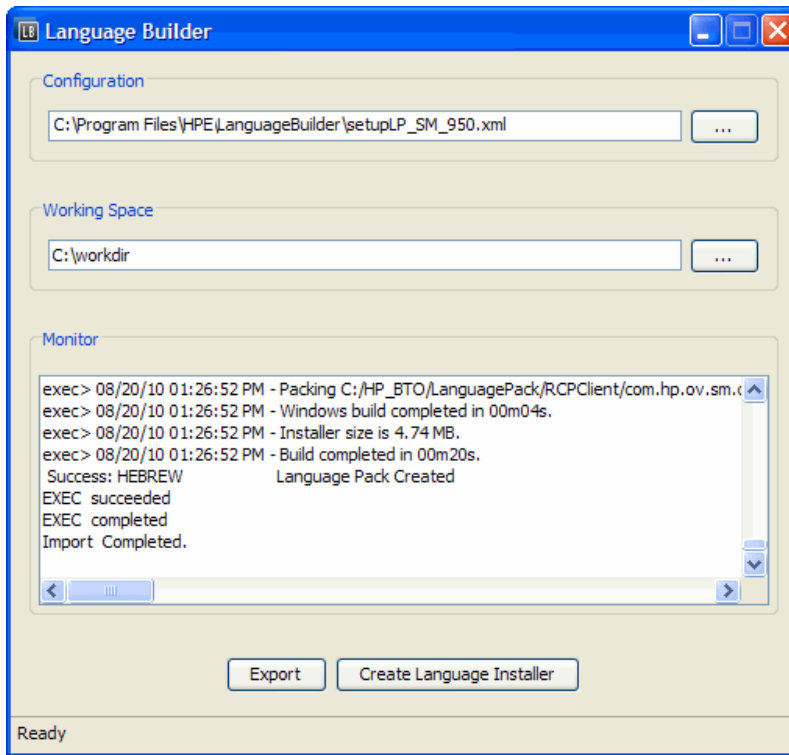 LB Language Builder
Configuration
C:\Program Files\HPE\LanguageBuilder\setupLP_SM_950.xml
...
Working Space
C:\workdir
...
Monitor
exec> 08/20/10 01:26:52 PM - Packing C:/HP_BTO/LanguagePack/RCPClient/com.hp.ov.sm.c
exec> 08/20/10 01:26:52 PM - Windows build completed in 00m04s.
exec> 08/20/10 01:26:52 PM - Installer size is 4.74 MB.
exec> 08/20/10 01:26:52 PM - Build completed in 00m20s.
Success: HEBREW Language Pack Created
EXEC succeeded
EXEC completed
Import Completed.
Export Create Language Installer
Ready